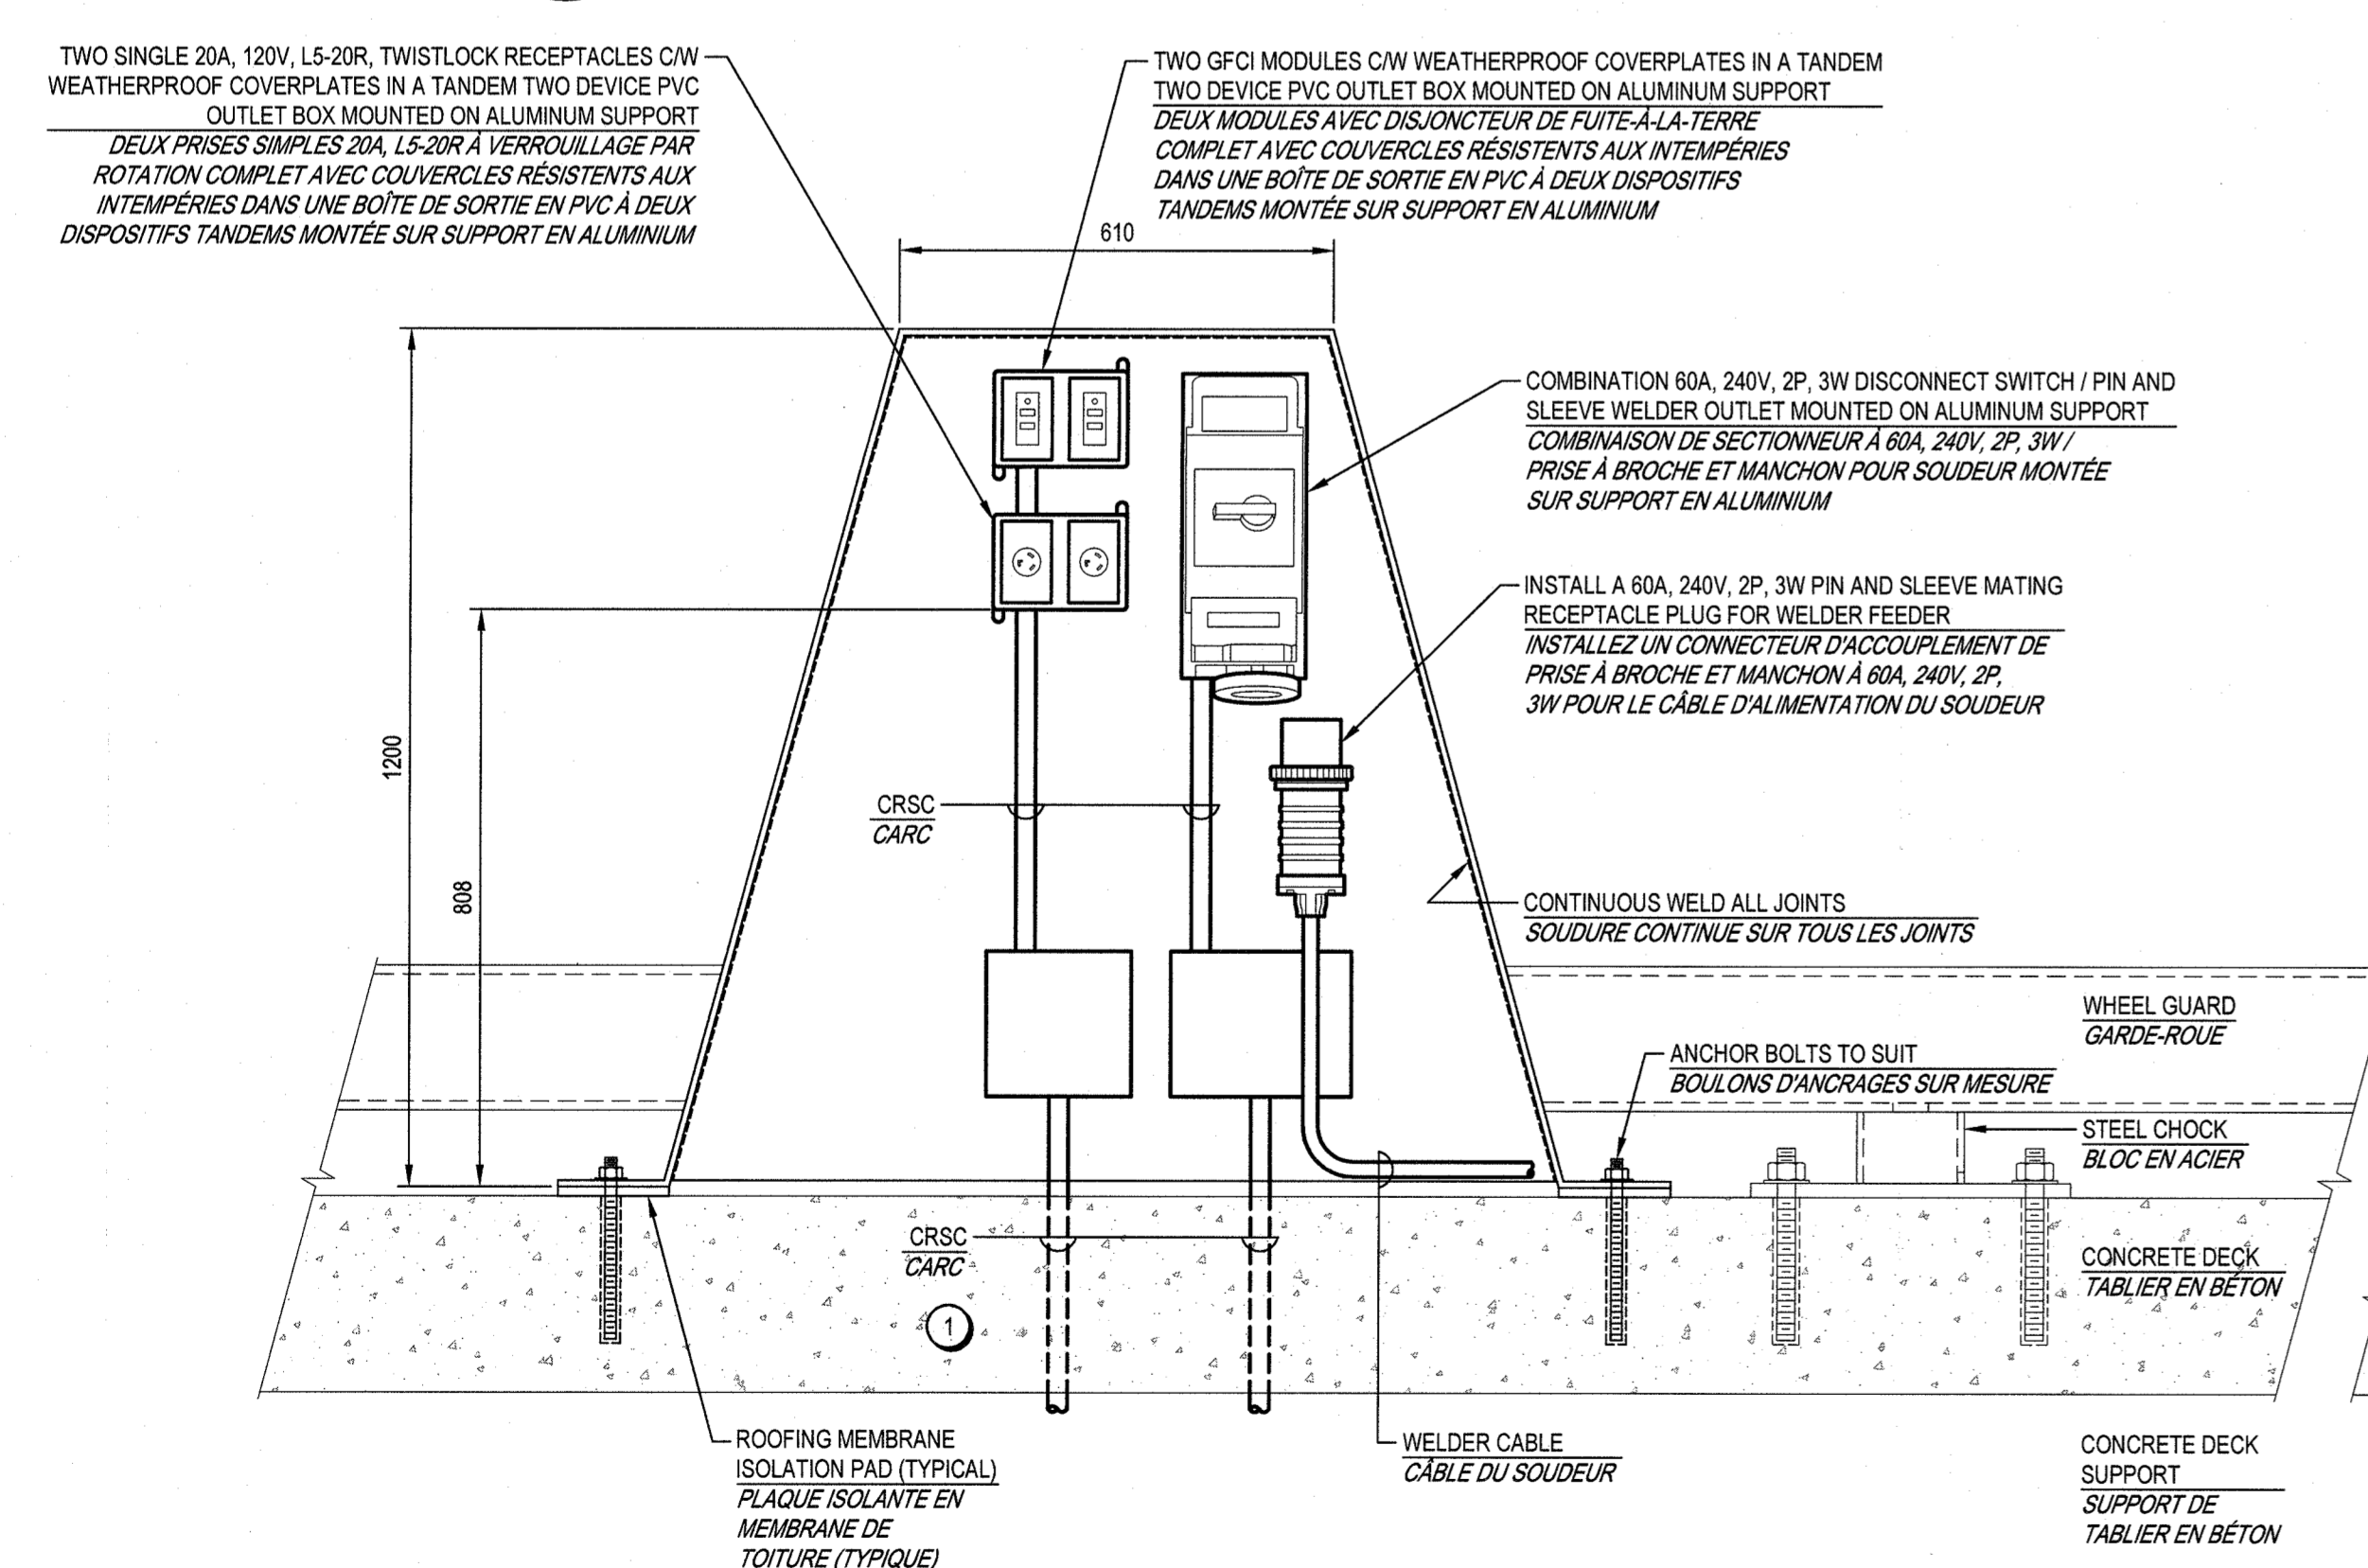 TWO SINGLE 20A, 120V, L5-20R, TWISTLOCK RECEPTACLES C/W
WEATHERPROOF COVERPLATES IN A TANDEM TWO DEVICE PVC
OUTLET BOX MOUNTED ON ALUMINUM SUPPORT
DEUX PRISES SIMPLES 20A, L5-20R À VERROUILLAGE PAR
ROTATION COMPLET AVEC COUVERCLES RÉSISTENTS AUX
INTEMPÉRIES DANS UNE BOÎTE DE SORTIE EN PVC À DEUX
DISPOSITIFS TANDEMS MONTÉE SUR SUPPORT EN ALUMINIUM
TWO GFCI MODULES C/W WEATHERPROOF COVERPLATES IN A TANDEM
TWO DEVICE PVC OUTLET BOX MOUNTED ON ALUMINUM SUPPORT
DEUX MODULES AVEC DISJONCTEUR DE FUITE-À-LA-TERRE
COMPLET AVEC COUVERCLES RÉSISTENTS AUX INTEMPÉRIES
DANS UNE BOÎTE DE SORTIE EN PVC À DEUX DISPOSITIFS
TANDEMS MONTÉE SUR SUPPORT EN ALUMINIUM
610
COMBINATION 60A, 240V, 2P, 3W DISCONNECT SWITCH / PIN AND
SLEEVE WELDER OUTLET MOUNTED ON ALUMINUM SUPPORT
COMBINAISON DE SECTIONNEUR À 60A, 240V, 2P, 3W /
PRISE À BROCHE ET MANCHON POUR SOUDEUR MONTÉE
SUR SUPPORT EN ALUMINIUM
INSTALL A 60A, 240V, 2P, 3W PIN AND SLEEVE MATING
RECEPTACLE PLUG FOR WELDER FEEDER
INSTALLEZ UN CONNECTEUR D'ACCOUPLEMENT DE
PRISE À BROCHE ET MANCHON À 60A, 240V, 2P,
3W POUR LE CÂBLE D'ALIMENTATION DU SOUDEUR
1200
808
CRSC
CARC
CONTINUOUS WELD ALL JOINTS
SOUDURE CONTINUE SUR TOUS LES JOINTS
WHEEL GUARD
GARDE-ROUE
ANCHOR BOLTS TO SUIT
BOULONS D'ANCRAGES SUR MESURE
STEEL CHOCK
BLOC EN ACIER
CRSC
CARC
CONCRETE DECK
TABLIER EN BÉTON
1
ROOFING MEMBRANE
ISOLATION PAD (TYPICAL)
PLAQUE ISOLANTE EN
MEMBRANE DE
TOITURE (TYPIQUE)
WELDER CABLE
CÂBLE DU SOUDEUR
CONCRETE DECK
SUPPORT
SUPPORT DE
TABLIER EN BÉTON